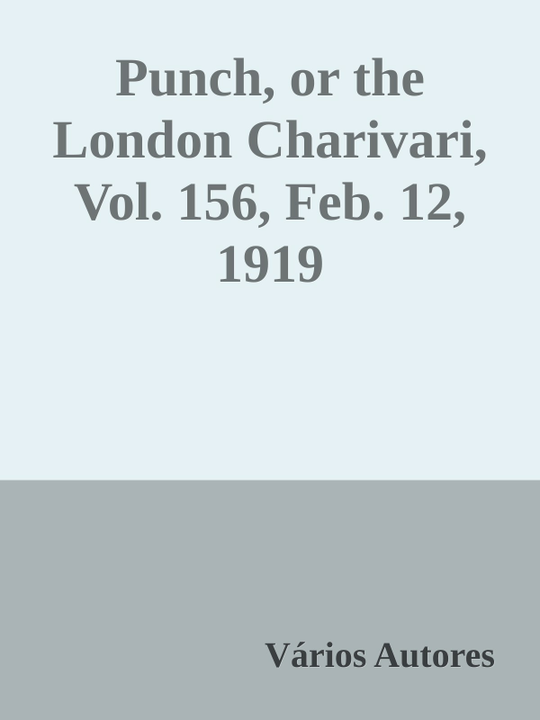 Punch, or the
London Charivari,
Vol. 156, Feb. 12,
1919
Vários Autores